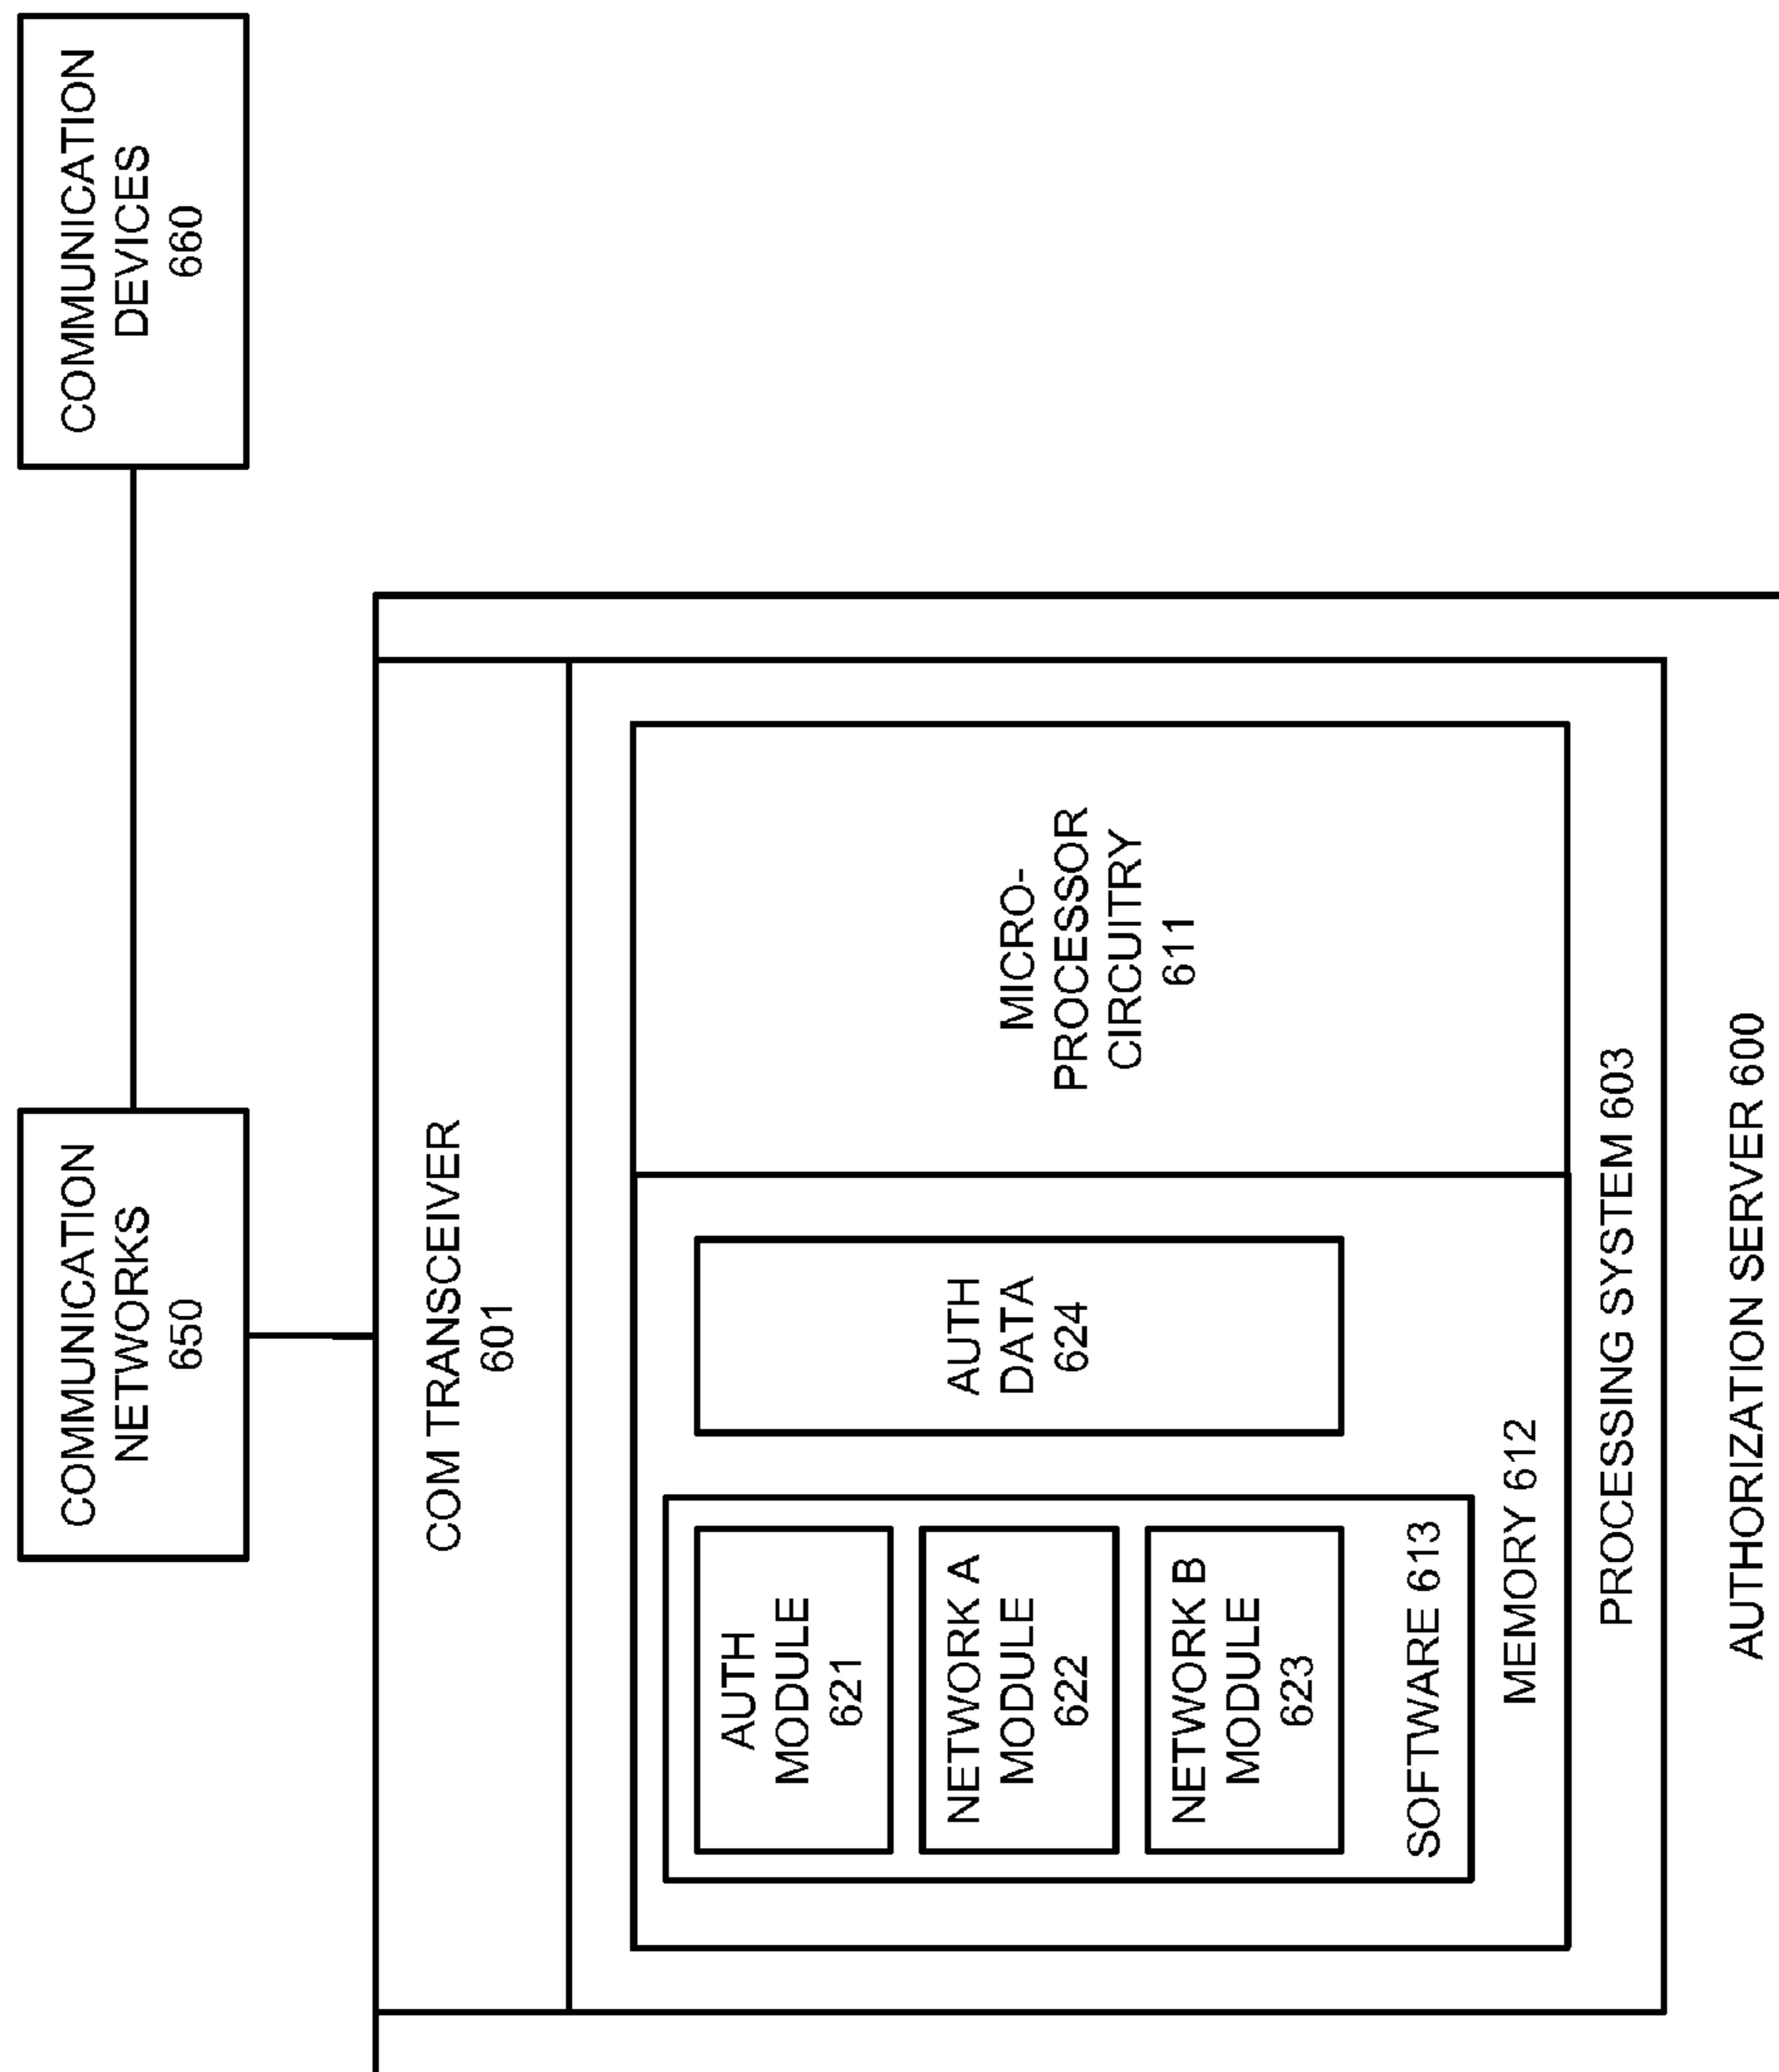 COMMUNICATION
NETWORKS
650
COMMUNICATION
DEVICES
660
COM TRANSCEIVER
601
AUTH
MODULE
621
NETWORK A
MODULE
622
NETWORK B
MODULE
623
SOFTWARE 613
AUTH
DATA
624
MEMORY 612
MICRO-
PROCESSOR
CIRCUITRY
611
PROCESSING SYSTEM 603
AUTHORIZATION SERVER 600